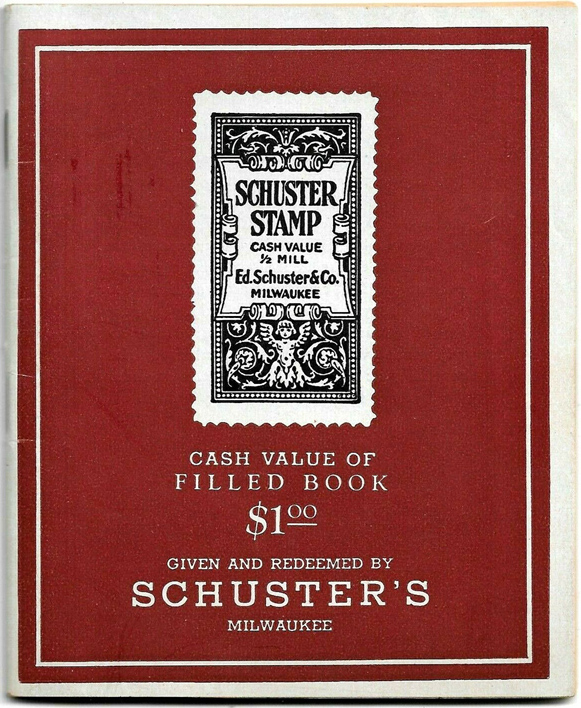 SCHUSTER
STAMP
CASH VALUE
½ MILL
Ed. Schuster & Co.
MILWAUKEE
CASH VALUE OF
FILLED BOOK
$1.00
GIVEN AND REDEEMED BY
SCHUSTER'S
MILWAUKEE